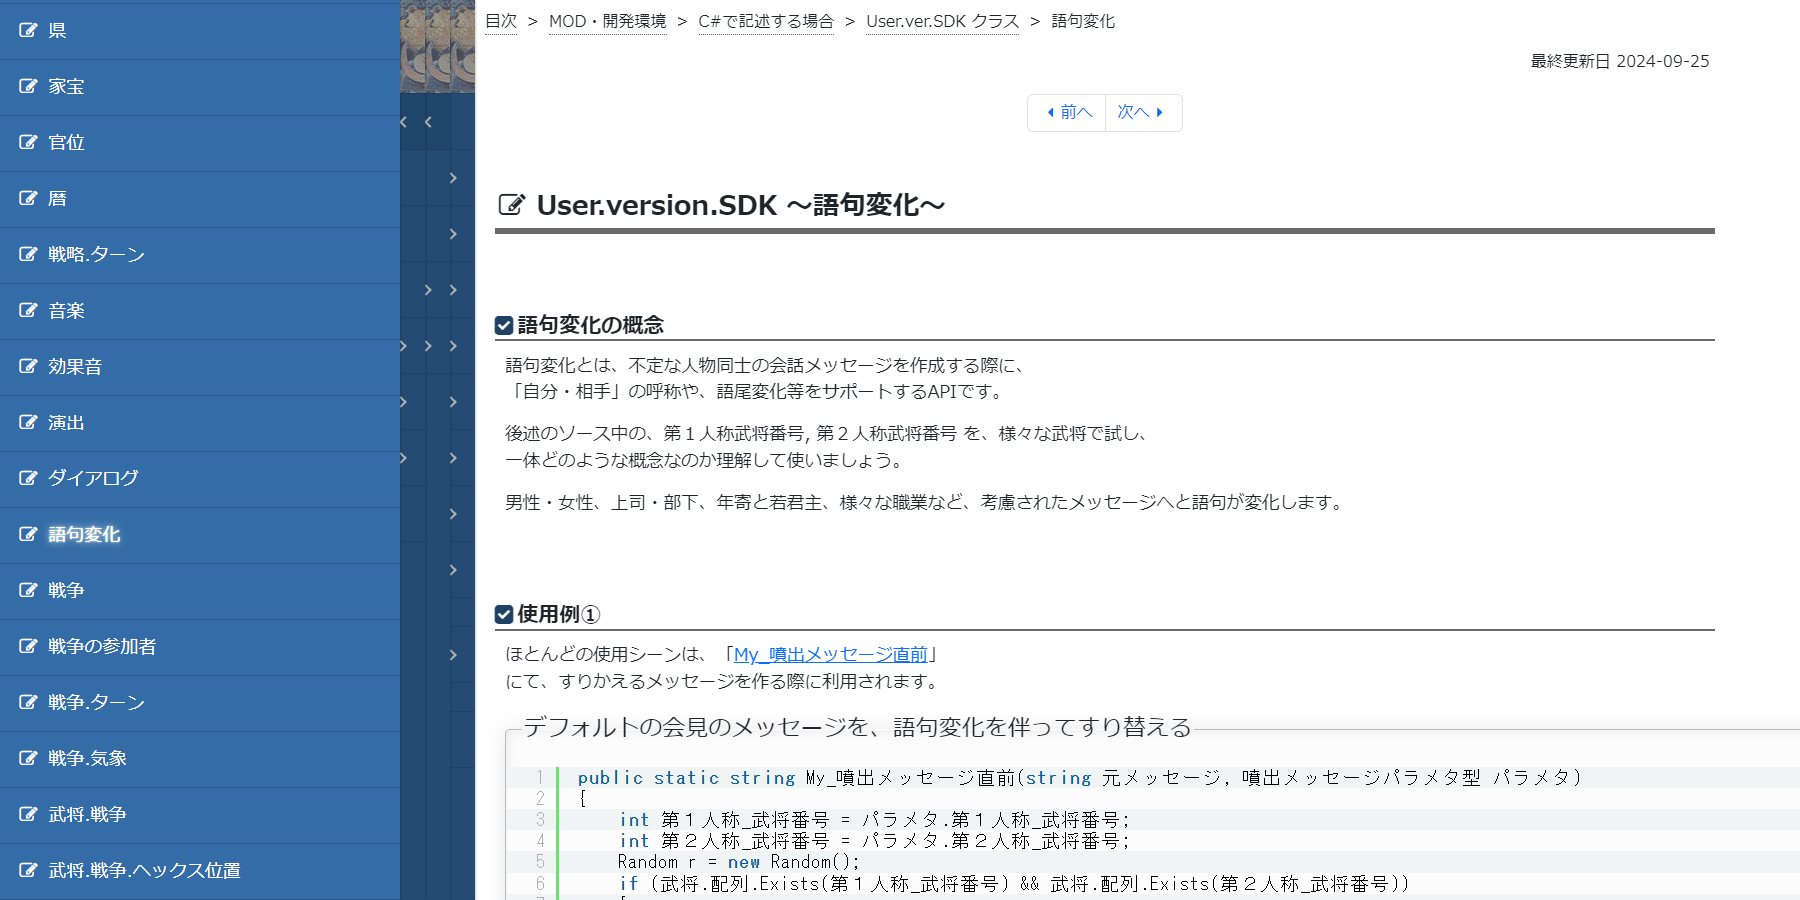 県
家宝
官位
暦
戦略.ターン
音楽
効果音
演出
ダイアログ
語句変化
戦争
戦争の参加者
戦争.ターン
戦争.気象
武将.戦争
武将.戦争.ヘックス位置
目次 > MOD・開発環境 > C#で記述する場合 > User.ver.SDK クラス > 語句変化
最終更新日 2024-09-25
前へ 次へ
User.version.SDK ～語句変化～
語句変化の概念
語句変化とは、不定な人物同士の会話メッセージを作成する際に、
「自分・相手」の呼称や、語尾変化等をサポートするAPIです。
後述のソース中の、第１人称武将番号, 第２人称武将番号 を、様々な武将で試し、
一体どのような概念なのか理解して使いましょう。
男性・女性、上司・部下、年寄と若君主、様々な職業など、考慮されたメッセージへと語句が変化します。
使用例①
ほとんどの使用シーンは、「My_噴出メッセージ直前」
にて、すりかえるメッセージを作る際に利用されます。
デフォルトの会見のメッセージを、語句変化を伴ってすり替える
1 public static string My_噴出メッセージ直前(string 元メッセージ, 噴出メッセージパラメタ型 パラメタ)
2 {
3 int 第１人称_武将番号 = パラメタ.第１人称_武将番号;
4 int 第２人称_武将番号 = パラメタ.第２人称_武将番号;
5 Random r = new Random();
6 if (武将.配列.Exists(第１人称_武将番号) && 武将.配列.Exists(第２人称_武将番号))